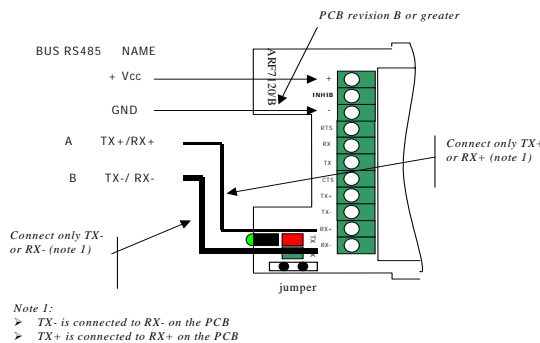 PCB revision B or greater
BUS RS485 NAME
+ Vcc
GND
A TX+/RX+
B TX-/ RX-
ARF7120/B
+
INHIB
-
RTS
RX
TX
CTS
TX+
TX-
RX+
RX-
TX
Connect only TX+
or RX+ (note 1)
Connect only TX-
or RX- (note 1)
jumper
Note 1:
➢ TX- is connected to RX- on the PCB
➢ TX+ is connected to RX+ on the PCB